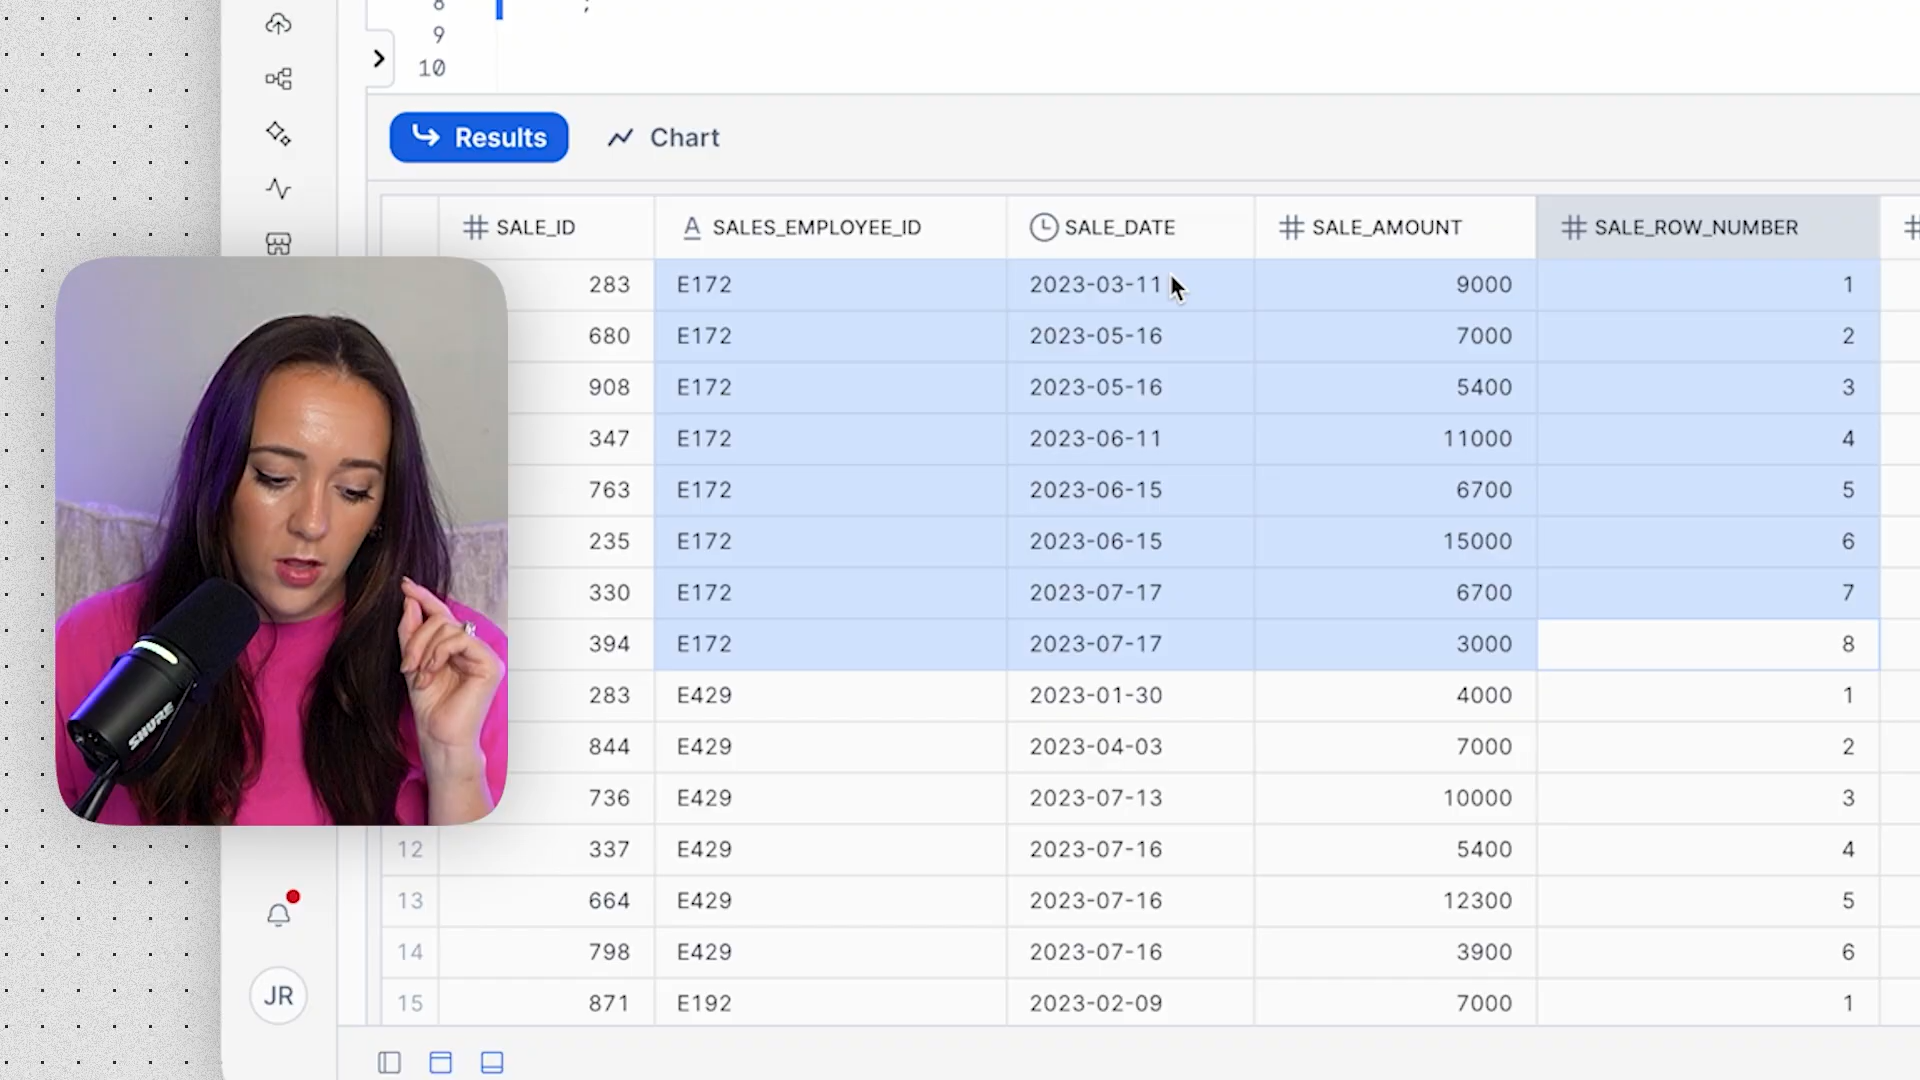 8 ;
9
10
Results Chart
SALE_ID SALES_EMPLOYEE_ID SALE_DATE SALE_AMOUNT SALE_ROW_NUMBER
283 E172 2023-03-11 9000 1
680 E172 2023-05-16 7000 2
908 E172 2023-05-16 5400 3
347 E172 2023-06-11 11000 4
763 E172 2023-06-15 6700 5
235 E172 2023-06-15 15000 6
330 E172 2023-07-17 6700 7
394 E172 2023-07-17 3000 8
283 E429 2023-01-30 4000 1
844 E429 2023-04-03 7000 2
736 E429 2023-07-13 10000 3
12 337 E429 2023-07-16 5400 4
13 664 E429 2023-07-16 12300 5
14 798 E429 2023-07-16 3900 6
15 871 E192 2023-02-09 7000 1
JR
SHURE